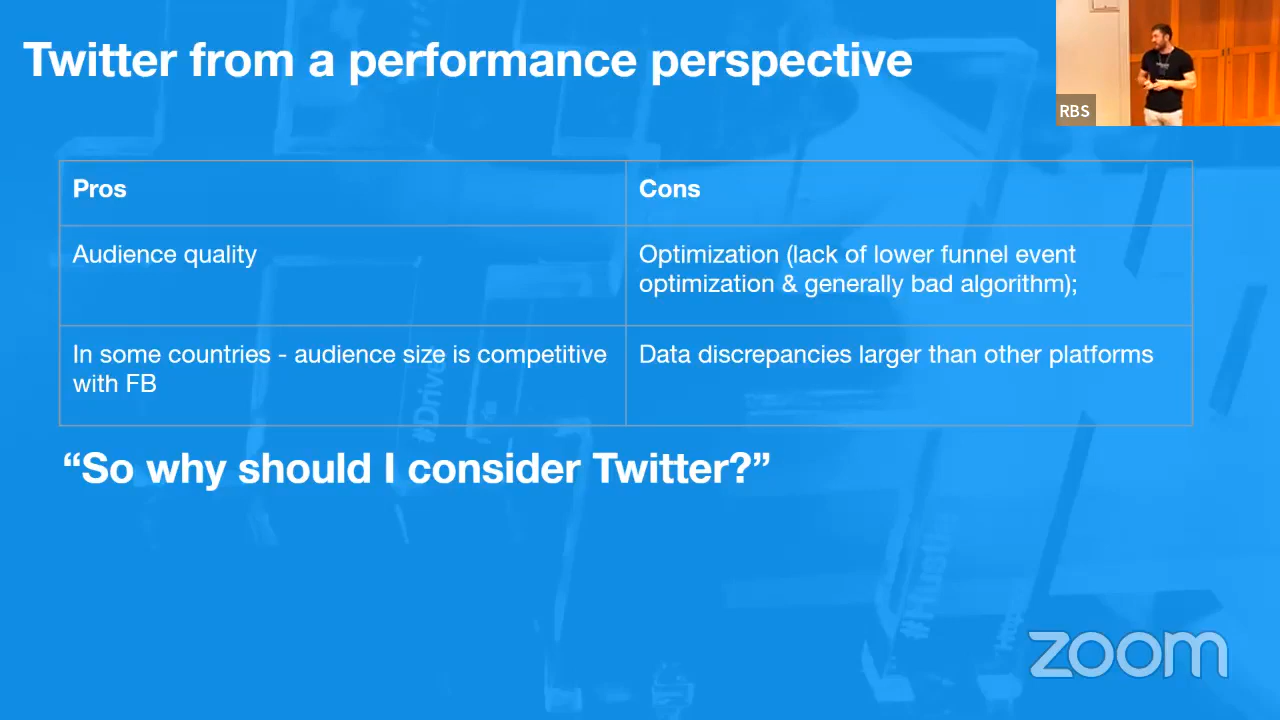 Twitter from a performance perspective
RBS
Pros
Cons
Audience quality
Optimization (lack of lower funnel event
optimization & generally bad algorithm);
In some countries - audience size is competitive
with FB
Data discrepancies larger than other platforms
“So why should I consider Twitter?”
#Drive
zoom